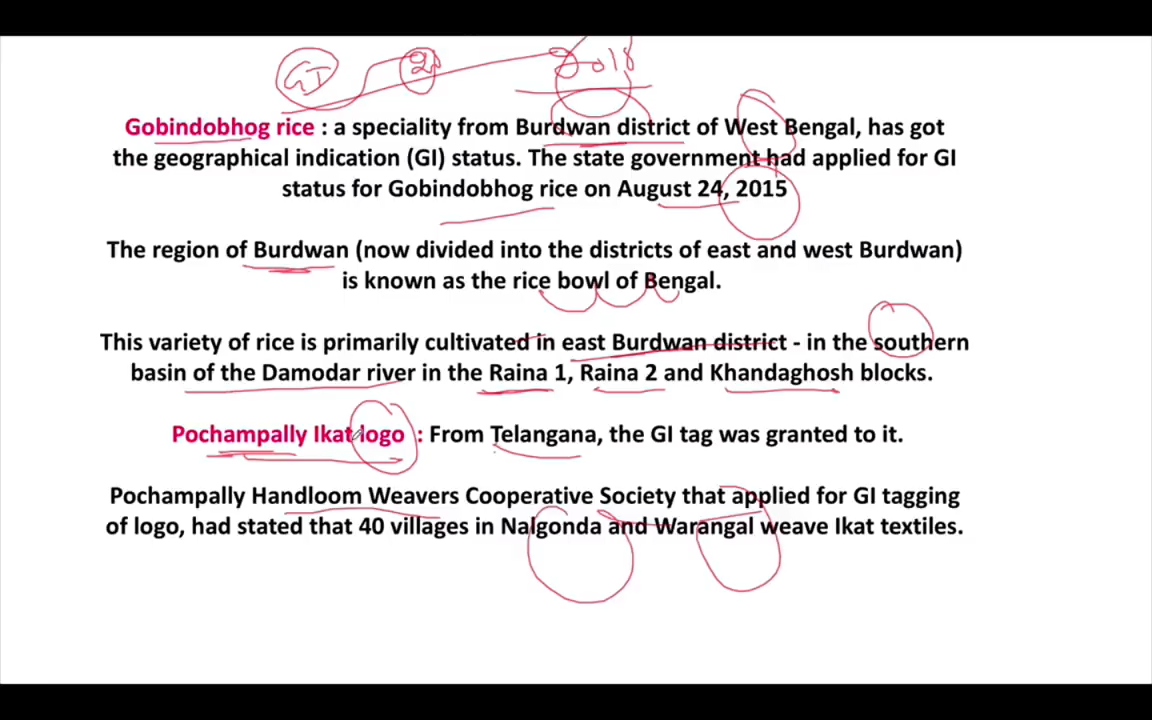 GI 21 2018
Gobindobhog rice : a speciality from Burdwan district of West Bengal, has got
the geographical indication (GI) status. The state government had applied for GI
status for Gobindobhog rice on August 24, 2015
The region of Burdwan (now divided into the districts of east and west Burdwan)
is known as the rice bowl of Bengal.
This variety of rice is primarily cultivated in east Burdwan district - in the southern
basin of the Damodar river in the Raina 1, Raina 2 and Khandaghosh blocks.
Pochampally Ikat logo : From Telangana, the GI tag was granted to it.
Pochampally Handloom Weavers Cooperative Society that applied for GI tagging
of logo, had stated that 40 villages in Nalgonda and Warangal weave Ikat textiles.